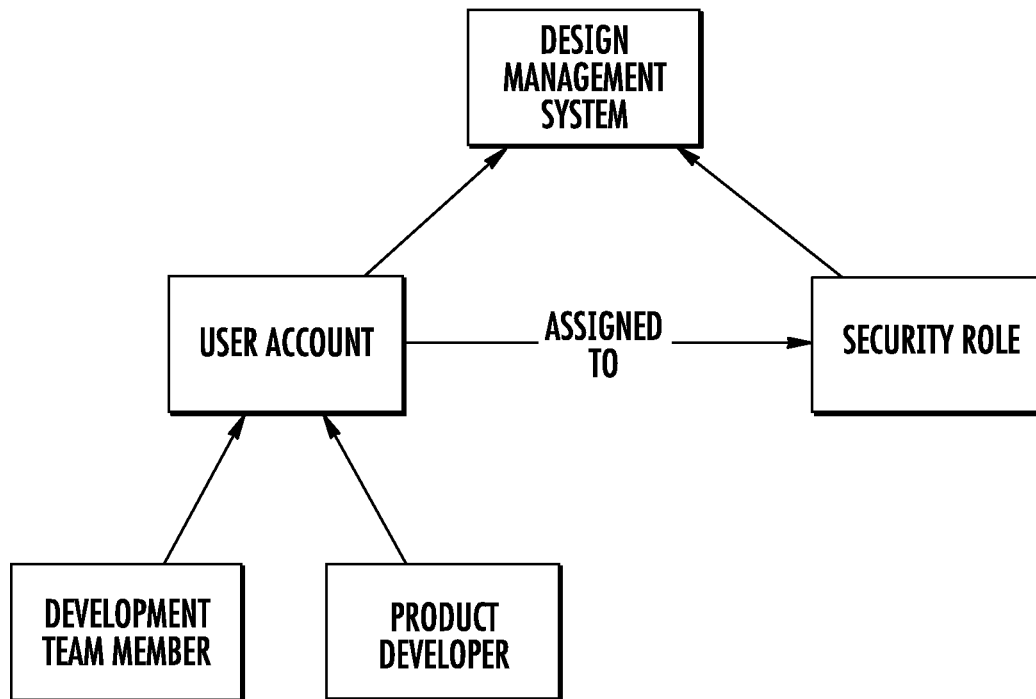 DESIGN
MANAGEMENT
SYSTEM
USER ACCOUNT
ASSIGNED
TO
SECURITY ROLE
DEVELOPMENT
TEAM MEMBER
PRODUCT
DEVELOPER